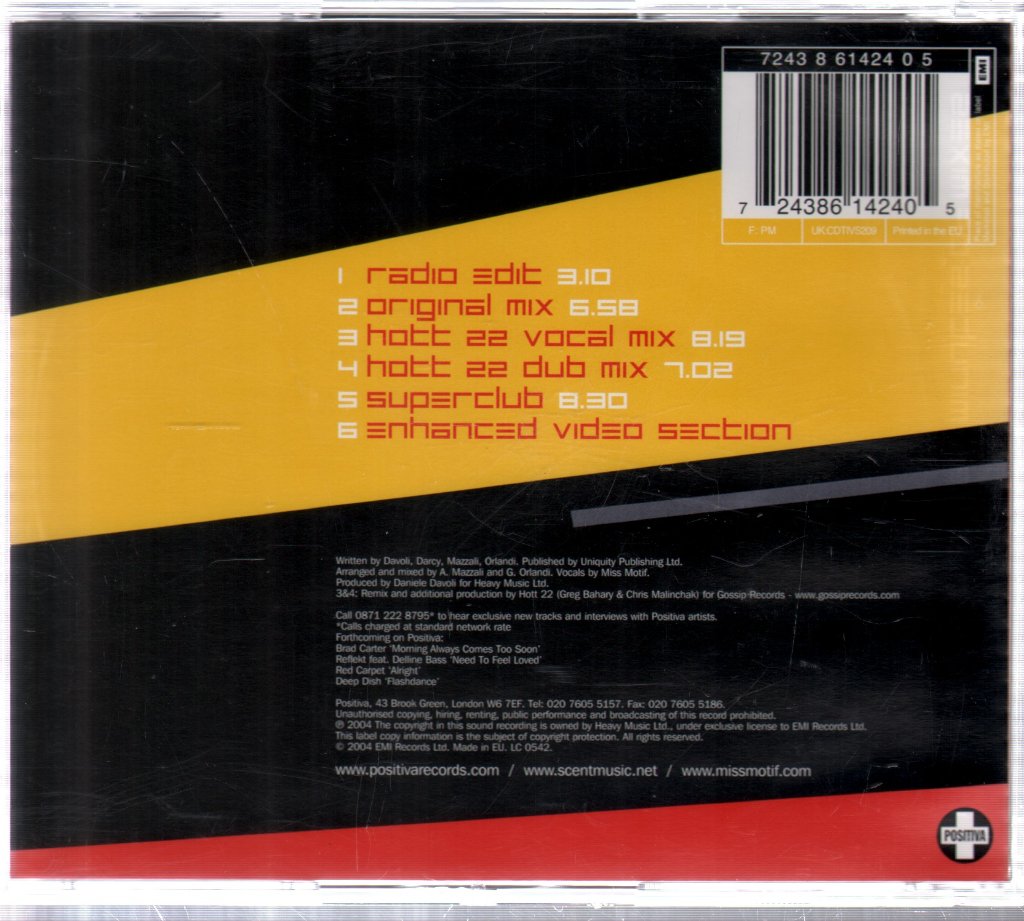 7243 8 61424 0 5
EMI
7 24386 14240 5
F: PM
UK:CDTIVS209
Printed in the EU
1 radio edit 3.10
2 original mix 6.58
3 hott 22 vocal mix 8.19
4 hott 22 dub mix 7.02
5 superclub 8.30
6 enhanced video section
Written by Davoli, Darcy, Mazzali, Orlandi. Published by Uniquity Publishing Ltd.
Arranged and mixed by A. Mazzali and G. Orlandi. Vocals by Miss Motif.
Produced by Daniele Davoli for Heavy Music Ltd.
3&4: Remix and additional production by Hott 22 (Greg Bahary & Chris Malinchak) for Gossip Records - www.gossiprecords.com
Call 0871 222 8795* to hear exclusive new tracks and interviews with Positiva artists.
*Calls charged at standard network rate
Forthcoming on Positiva:
Brad Carter 'Morning Always Comes Too Soon'
Reflekt feat. Delline Bass 'Need To Feel Loved'
Red Carpet 'Alright'
Deep Dish 'Flashdance'
Positiva, 43 Brook Green, London W6 7EF. Tel: 020 7605 5157. Fax: 020 7605 5186.
Unauthorised copying, hiring, renting, public performance and broadcasting of this record prohibited.
℗ 2004 The copyright in this sound recording is owned by Heavy Music Ltd., under exclusive license to EMI Records Ltd.
This label copy information is the subject of copyright protection. All rights reserved.
© 2004 EMI Records Ltd. Made in EU. LC 0542.
www.positivarecords.com / www.scentmusic.net / www.missmotif.com
POSITIVA